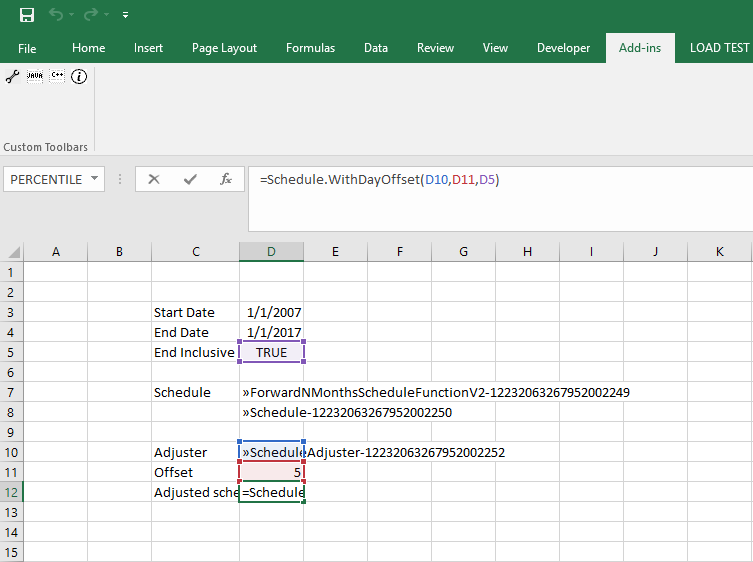 File Home Insert Page Layout Formulas Data Review View Developer Add-ins LOAD TEST
JAVA C++ i
Custom Toolbars
PERCENTILE fx =Schedule.WithDayOffset(D10,D11,D5)
A B C D E F G H I J K
1
2
3 Start Date 1/1/2007
4 End Date 1/1/2017
5 End Inclusive TRUE
6
7 Schedule »ForwardNMonthsScheduleFunctionV2-12232063267952002249
8 »Schedule-12232063267952002250
9
10 Adjuster »ScheduleAdjuster-12232063267952002252
11 Offset 5
12 Adjusted sche =Schedule
13
14
15